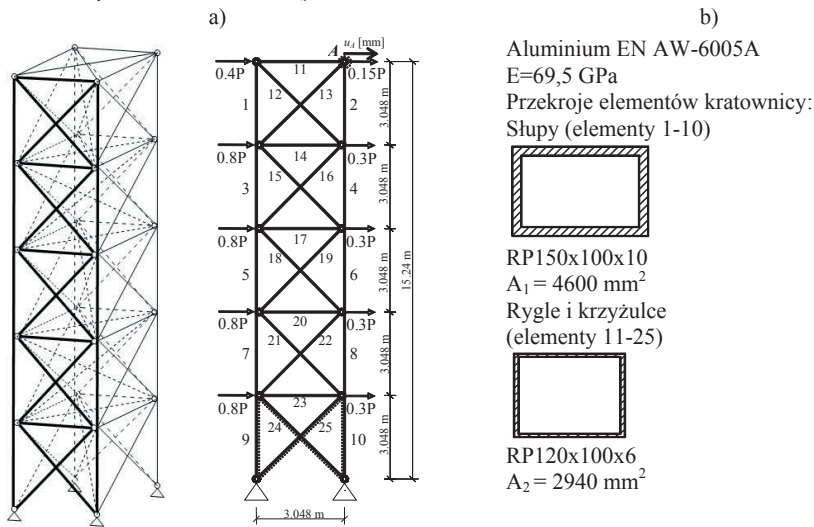 a)
b)
A
u_A [mm]
11
0.4P
0.15P
1
12
13
2
3.048 m
14
0.8P
0.3P
15
16
3
4
3.048 m
17
0.8P
0.3P
18
19
5
6
3.048 m
15.24 m
20
0.8P
0.3P
21
22
7
8
3.048 m
23
0.8P
0.3P
24
25
9
10
3.048 m
3.048 m
Aluminium EN AW-6005A
E=69,5 GPa
Przekroje elementów kratownicy:
Słupy (elementy 1-10)
RP150x100x10
A₁ = 4600 mm²
Rygle i krzyżulce
(elementy 11-25)
RP120x100x6
A₂ = 2940 mm²